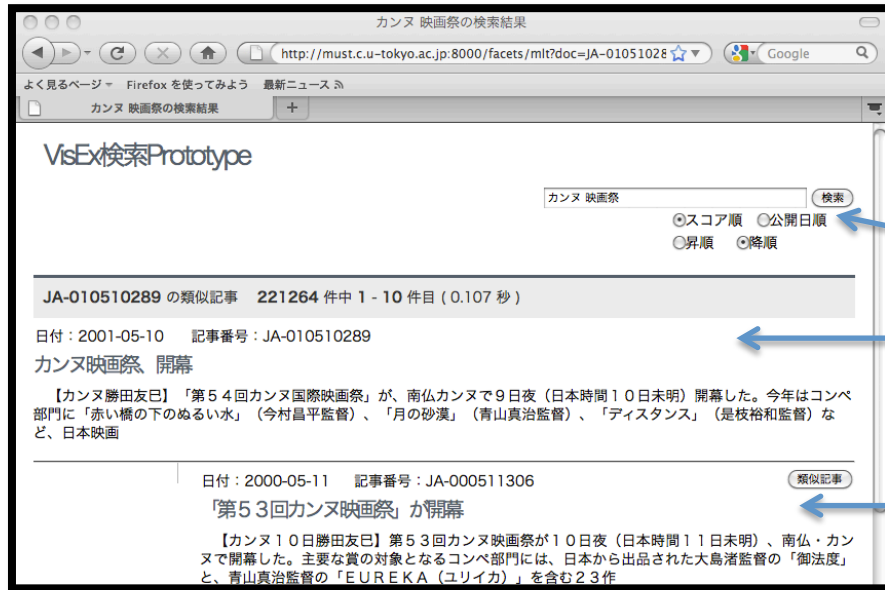 カンヌ 映画祭の検索結果
http://must.c.u-tokyo.ac.jp:8000/facets/mlt?doc=JA-01051028
Google
よく見るページ Firefox を使ってみよう 最新ニュース
カンヌ 映画祭の検索結果 +
VisEx検索Prototype
カンヌ 映画祭 検索
スコア順 公開日順
昇順 降順
JA-010510289 の類似記事 221264 件中 1 - 10 件目 ( 0.107 秒 )
日付：2001-05-10 記事番号：JA-010510289
カンヌ映画祭、開幕
【カンヌ勝田友巳】「第５４回カンヌ国際映画祭」が、南仏カンヌで９日夜（日本時間１０日未明）開幕した。今年はコンペ
部門に「赤い橋の下のぬるい水」（今村昌平監督）、「月の砂漠」（青山真治監督）、「ディスタンス」（是枝裕和監督）な
ど、日本映画
日付：2000-05-11 記事番号：JA-000511306 類似記事
「第５３回カンヌ映画祭」が開幕
【カンヌ１０日勝田友巳】第５３回カンヌ映画祭が１０日夜（日本時間１１日未明）、南仏・カン
ヌで開幕した。主要な賞の対象となるコンペ部門には、日本から出品された大島渚監督の「御法度」
と、青山真治監督の「ＥＵＲＥＫＡ（ユリイカ）」を含む２３作